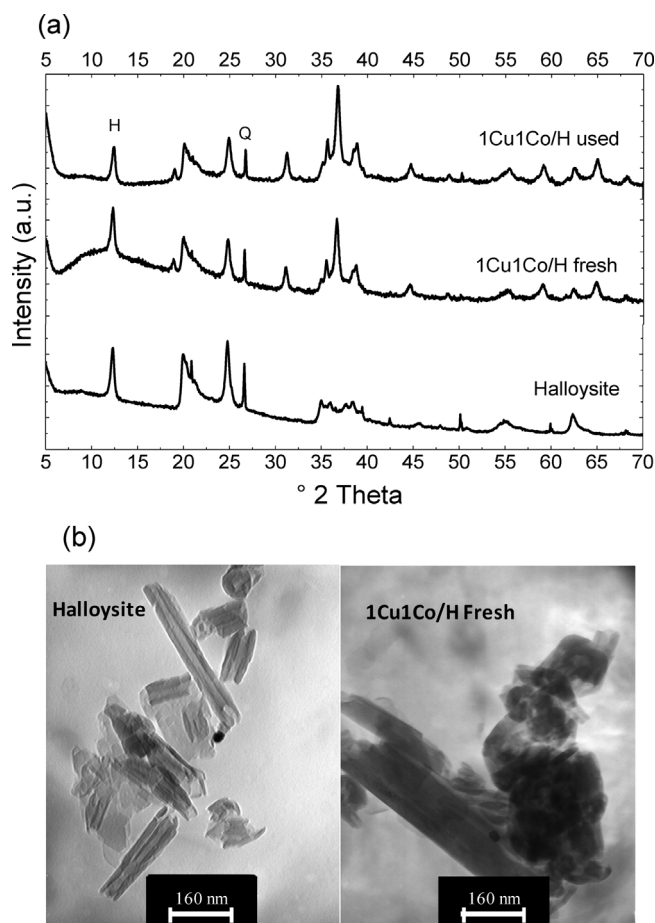 (a)
5 10 15 20 25 30 35 40 45 50 55 60 65 70
H
Q
1Cu1Co/H used
1Cu1Co/H fresh
Halloysite
Intensity (a.u.)
5 10 15 20 25 30 35 40 45 50 55 60 65 70
° 2 Theta
(b)
Halloysite
1Cu1Co/H Fresh
160 nm
160 nm